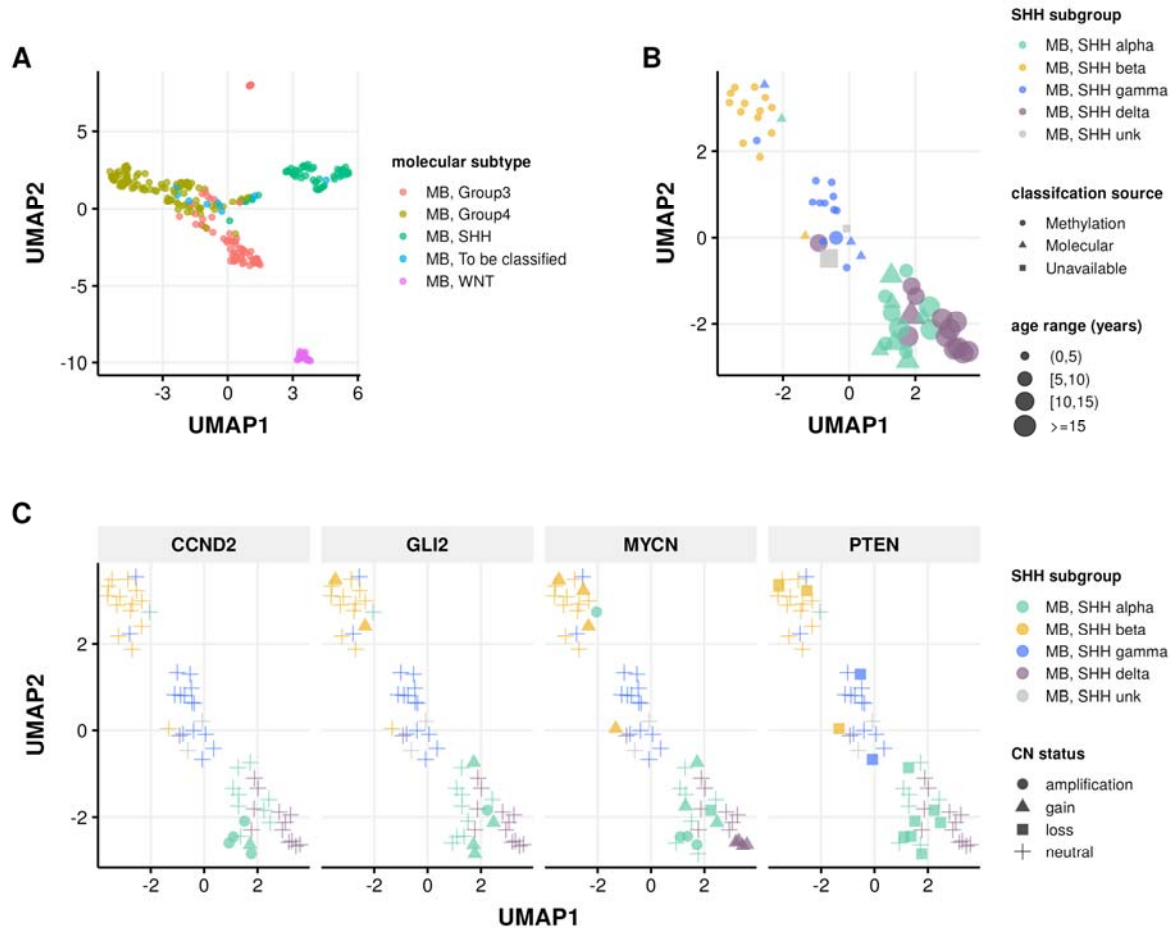 A
UMAP2
5
0
-5
-10
-3
0
3
6
UMAP1
molecular subtype
MB, Group3
MB, Group4
MB, SHH
MB, To be classified
MB, WNT
B
UMAP2
2
0
-2
-2
0
2
UMAP1
SHH subgroup
MB, SHH alpha
MB, SHH beta
MB, SHH gamma
MB, SHH delta
MB, SHH unk
classifcation source
Methylation
Molecular
Unavailable
age range (years)
(0,5)
[5,10)
[10,15)
>=15
C
CCND2
GLI2
MYCN
PTEN
UMAP2
2
0
-2
-2
0
2
-2
0
2
-2
0
2
-2
0
2
UMAP1
SHH subgroup
MB, SHH alpha
MB, SHH beta
MB, SHH gamma
MB, SHH delta
MB, SHH unk
CN status
amplification
gain
loss
neutral